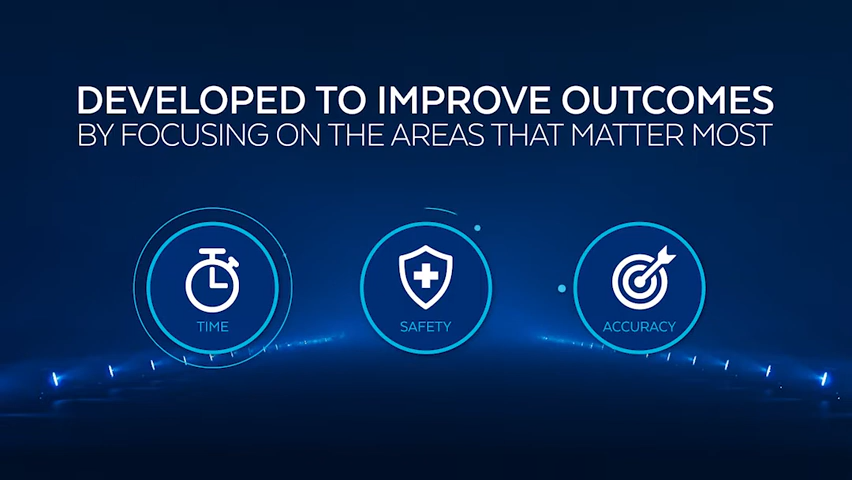 DEVELOPED TO IMPROVE OUTCOMES
BY FOCUSING ON THE AREAS THAT MATTER MOST
TIME
SAFETY
ACCURACY